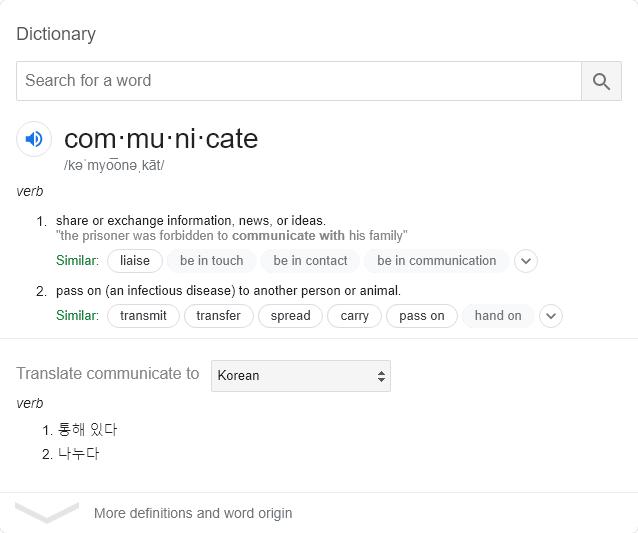 Dictionary
Search for a word
com·mu·ni·cate
/kəˈmyo͞onəˌkāt/
verb
1. share or exchange information, news, or ideas.
"the prisoner was forbidden to communicate with his family"
Similar: liaise be in touch be in contact be in communication
2. pass on (an infectious disease) to another person or animal.
Similar: transmit transfer spread carry pass on hand on
Translate communicate to Korean
verb
1. 통해 있다
2. 나누다
More definitions and word origin